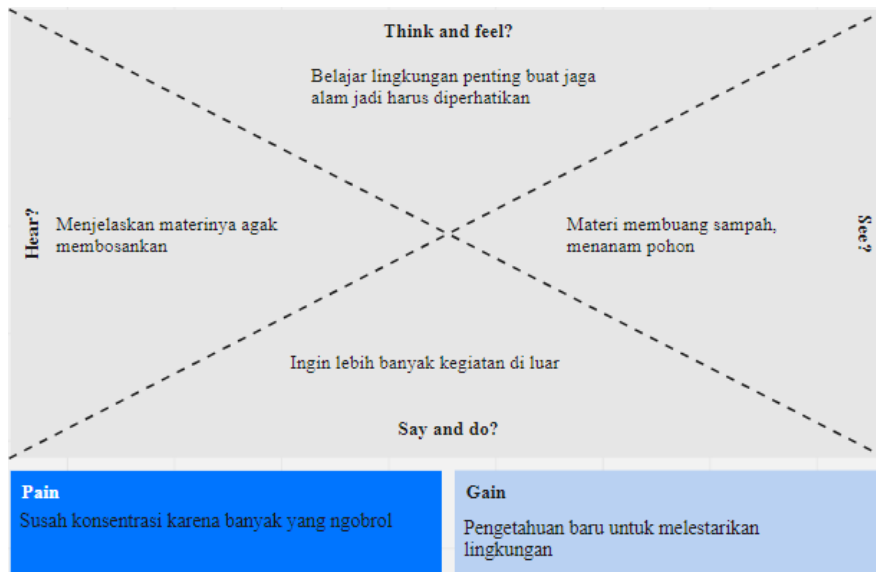 Think and feel?
Belajar lingkungan penting buat jaga
alam jadi harus diperhatikan
Hear?
Menjelaskan materinya agak
membosankan
Materi membuang sampah,
menanam pohon
See?
Ingin lebih banyak kegiatan di luar
Say and do?
Pain
Susah konsentrasi karena banyak yang ngobrol
Gain
Pengetahuan baru untuk melestarikan
lingkungan